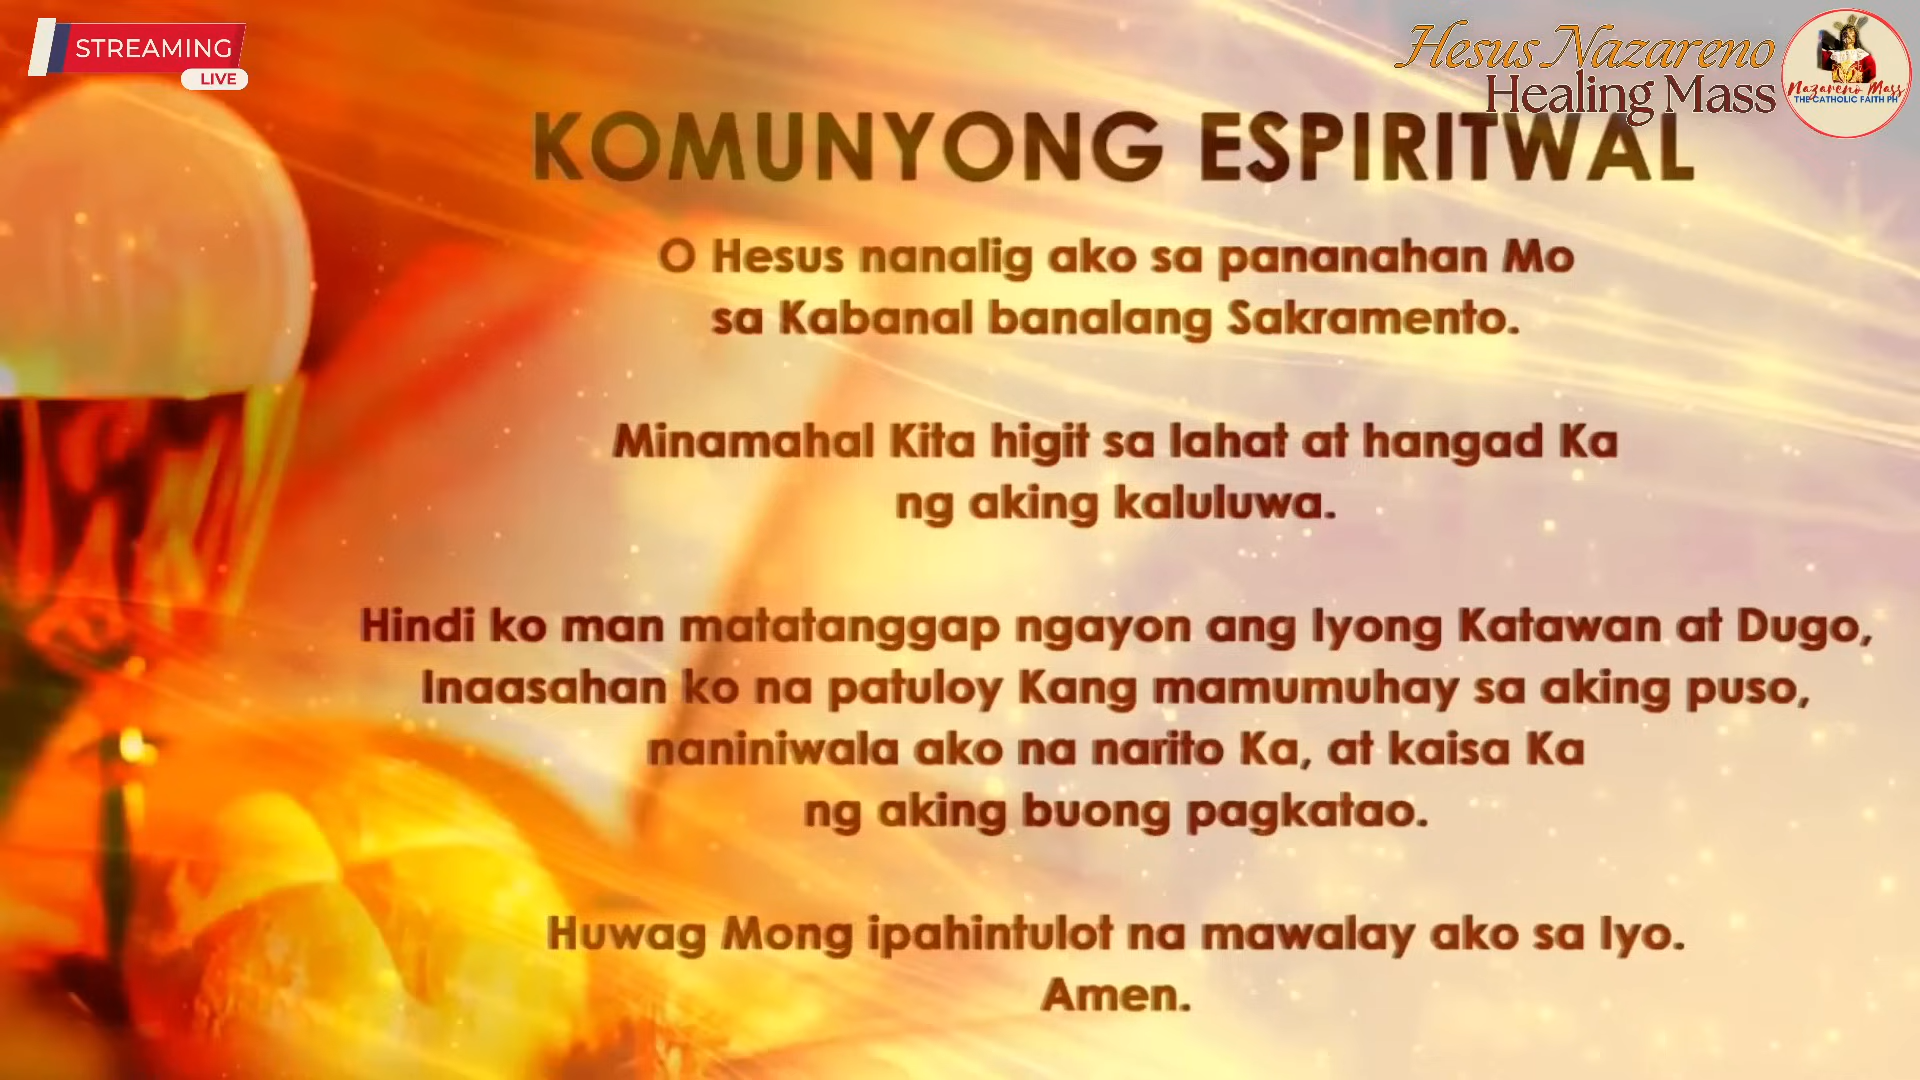 STREAMING
LIVE
Hesus Nazareno
Healing Mass
Nazareno Mass
THE CATHOLIC FAITH PH
KOMUNYONG ESPIRITWAL
O Hesus nanalig ako sa pananahan Mo
sa Kabanal banalang Sakramento.
Minamahal Kita higit sa lahat at hangad Ka
ng aking kaluluwa.
Hindi ko man matatanggap ngayon ang Iyong Katawan at Dugo,
Inaasahan ko na patuloy Kang mamumuhay sa aking puso,
naniniwala ako na narito Ka, at kaisa Ka
ng aking buong pagkatao.
Huwag Mong ipahintulot na mawalay ako sa Iyo.
Amen.